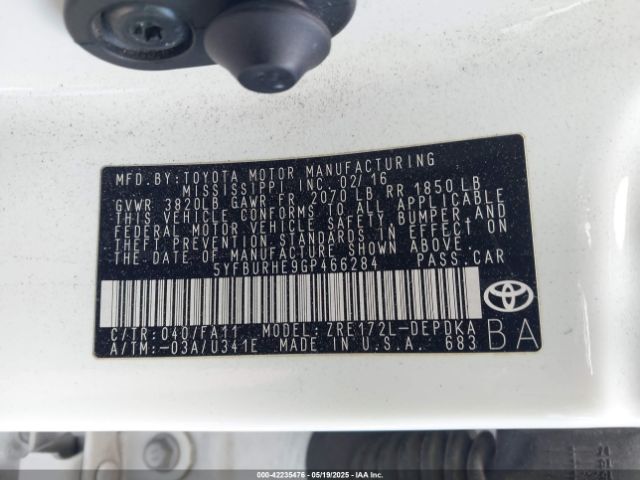 MFD.BY:TOYOTA MOTOR MANUFACTURING
MISSISSIPPI INC.02/16
GVWR 3820LB GAWR FR 2070 LB,RR 1850 LB
THIS VEHICLE CONFORMS TO ALL APPLICABLE
FEDERAL MOTOR VEHICLE SAFETY,BUMPER,AND
THEFT PREVENTION STANDARDS IN EFFECT ON
THE DATE OF MANUFACTURE SHOWN ABOVE.
5YFBURHE9GP466284 PASS.CAR
C/TR:040/FA11 MODEL:ZRE172L-DEPDKA
A/TM:-03A/U341E MADE IN U.S.A. 683
BA
000-42235476 - 05/19/2025 - IAA Inc.